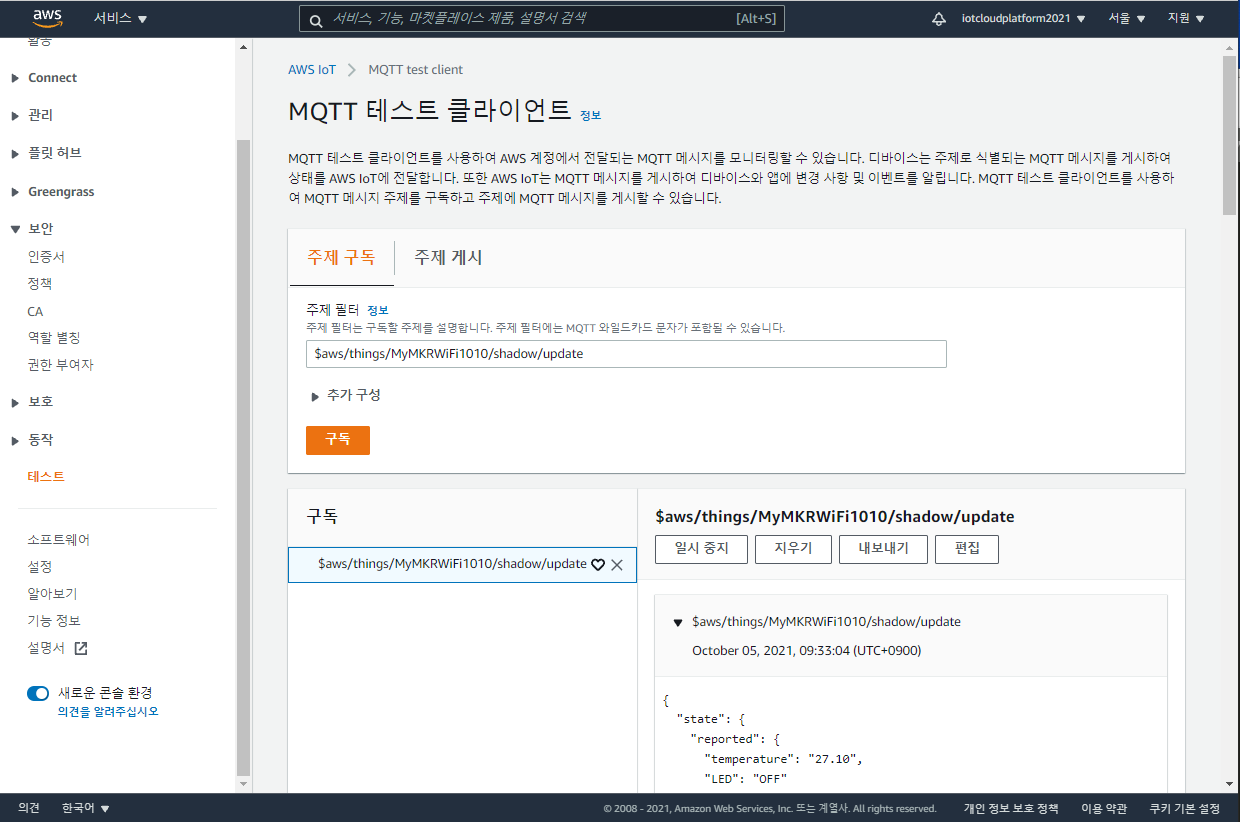 aws
서비스 ▼
서비스, 기능, 마켓플레이스 제품, 설명서 검색
[Alt+S]
iotcloudplatform2021 ▼
서울 ▼
지원 ▼
활동
Connect
관리
플릿 허브
Greengrass
보안
인증서
정책
CA
역할 별칭
권한 부여자
보호
동작
테스트
소프트웨어
설정
알아보기
기능 정보
설명서
새로운 콘솔 환경
의견을 알려주십시오
AWS IoT
MQTT test client
MQTT 테스트 클라이언트 정보
MQTT 테스트 클라이언트를 사용하여 AWS 계정에서 전달되는 MQTT 메시지를 모니터링할 수 있습니다. 디바이스는 주제로 식별되는 MQTT 메시지를 게시하여
상태를 AWS IoT에 전달합니다. 또한 AWS IoT는 MQTT 메시지를 게시하여 디바이스와 앱에 변경 사항 및 이벤트를 알립니다. MQTT 테스트 클라이언트를 사용하
여 MQTT 메시지 주제를 구독하고 주제에 MQTT 메시지를 게시할 수 있습니다.
주제 구독
주제 게시
주제 필터 정보
주제 필터는 구독할 주제를 설명합니다. 주제 필터에는 MQTT 와일드카드 문자가 포함될 수 있습니다.
$aws/things/MyMKRWiFi1010/shadow/update
추가 구성
구독
구독
$aws/things/MyMKRWiFi1010/shadow/update
$aws/things/MyMKRWiFi1010/shadow/update
일시 중지
지우기
내보내기
편집
$aws/things/MyMKRWiFi1010/shadow/update
October 05, 2021, 09:33:04 (UTC+0900)
{
"state": {
"reported": {
"temperature": "27.10",
"LED": "OFF"
의견
한국어 ▼
© 2008 - 2021, Amazon Web Services, Inc. 또는 계열사. All rights reserved.
개인 정보 보호 정책
이용 약관
쿠키 기본 설정